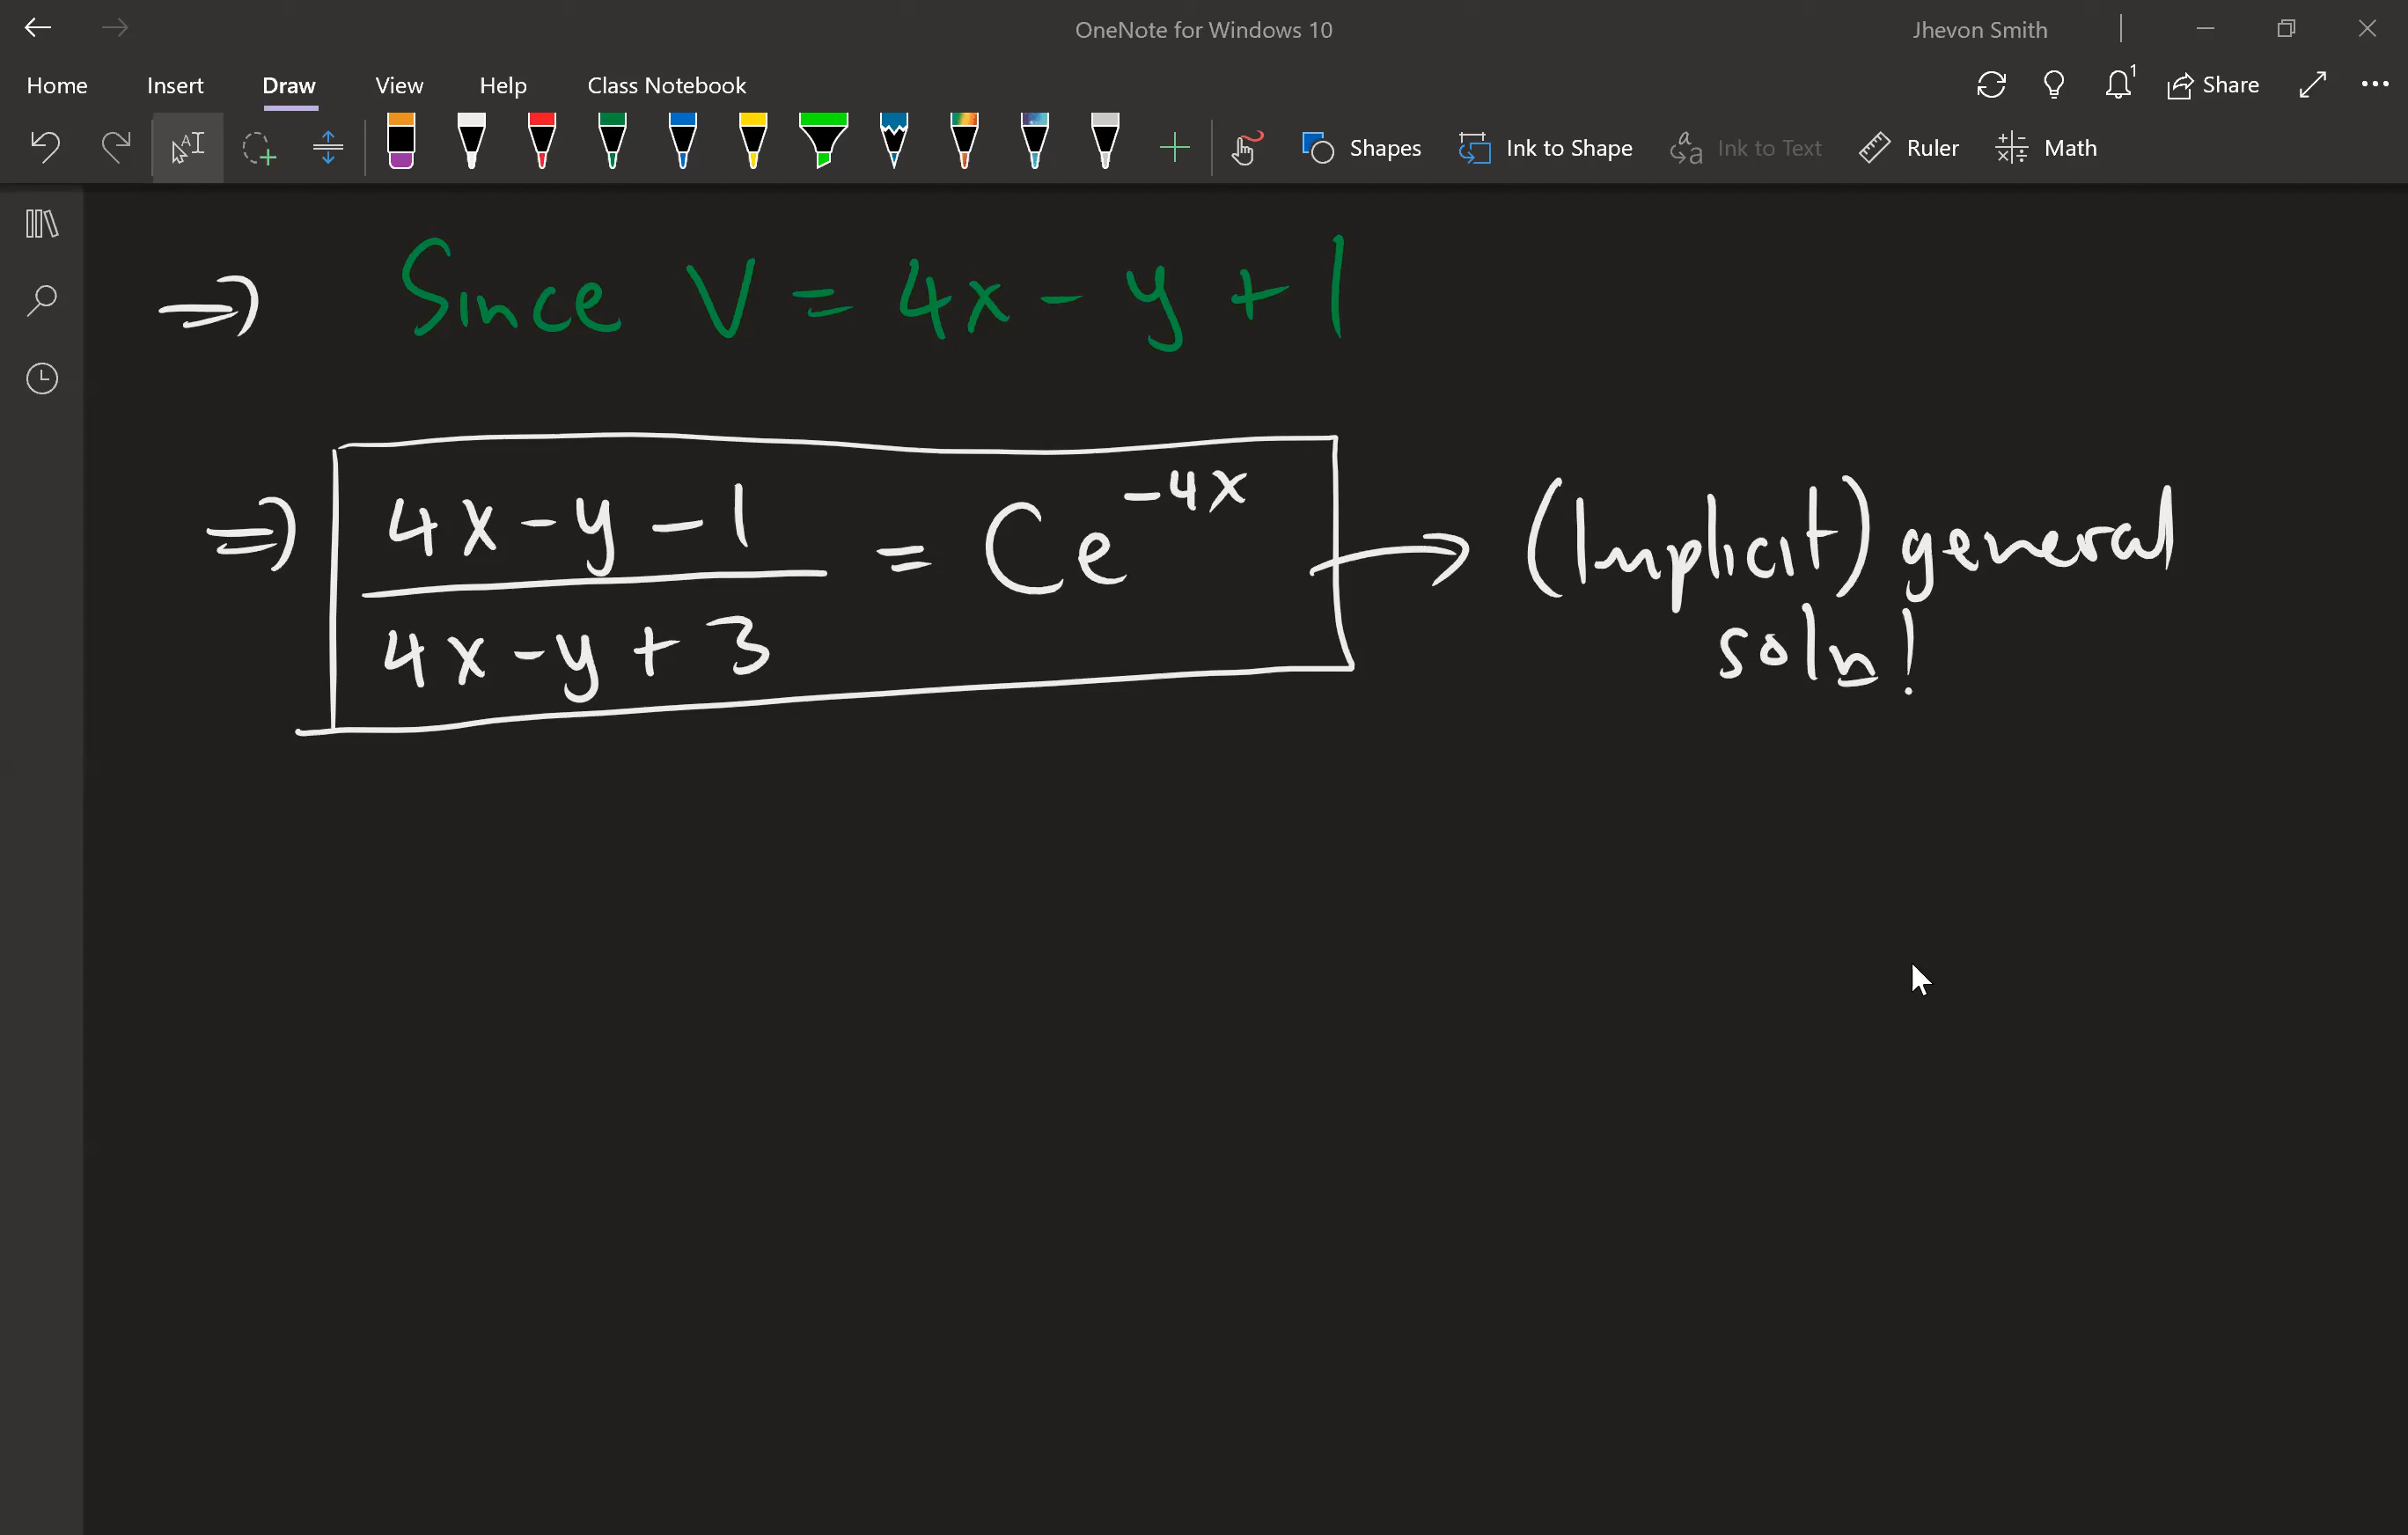 OneNote for Windows 10
Jhevon Smith
Home Insert Draw View Help Class Notebook
1 Share
Shapes Ink to Shape Ink to Text Ruler Math
⇒ Since V = 4x - y + 1
⇒ (4x - y - 1)/(4x - y + 3) = Ce^(-4x) → (Implicit) general
soln!